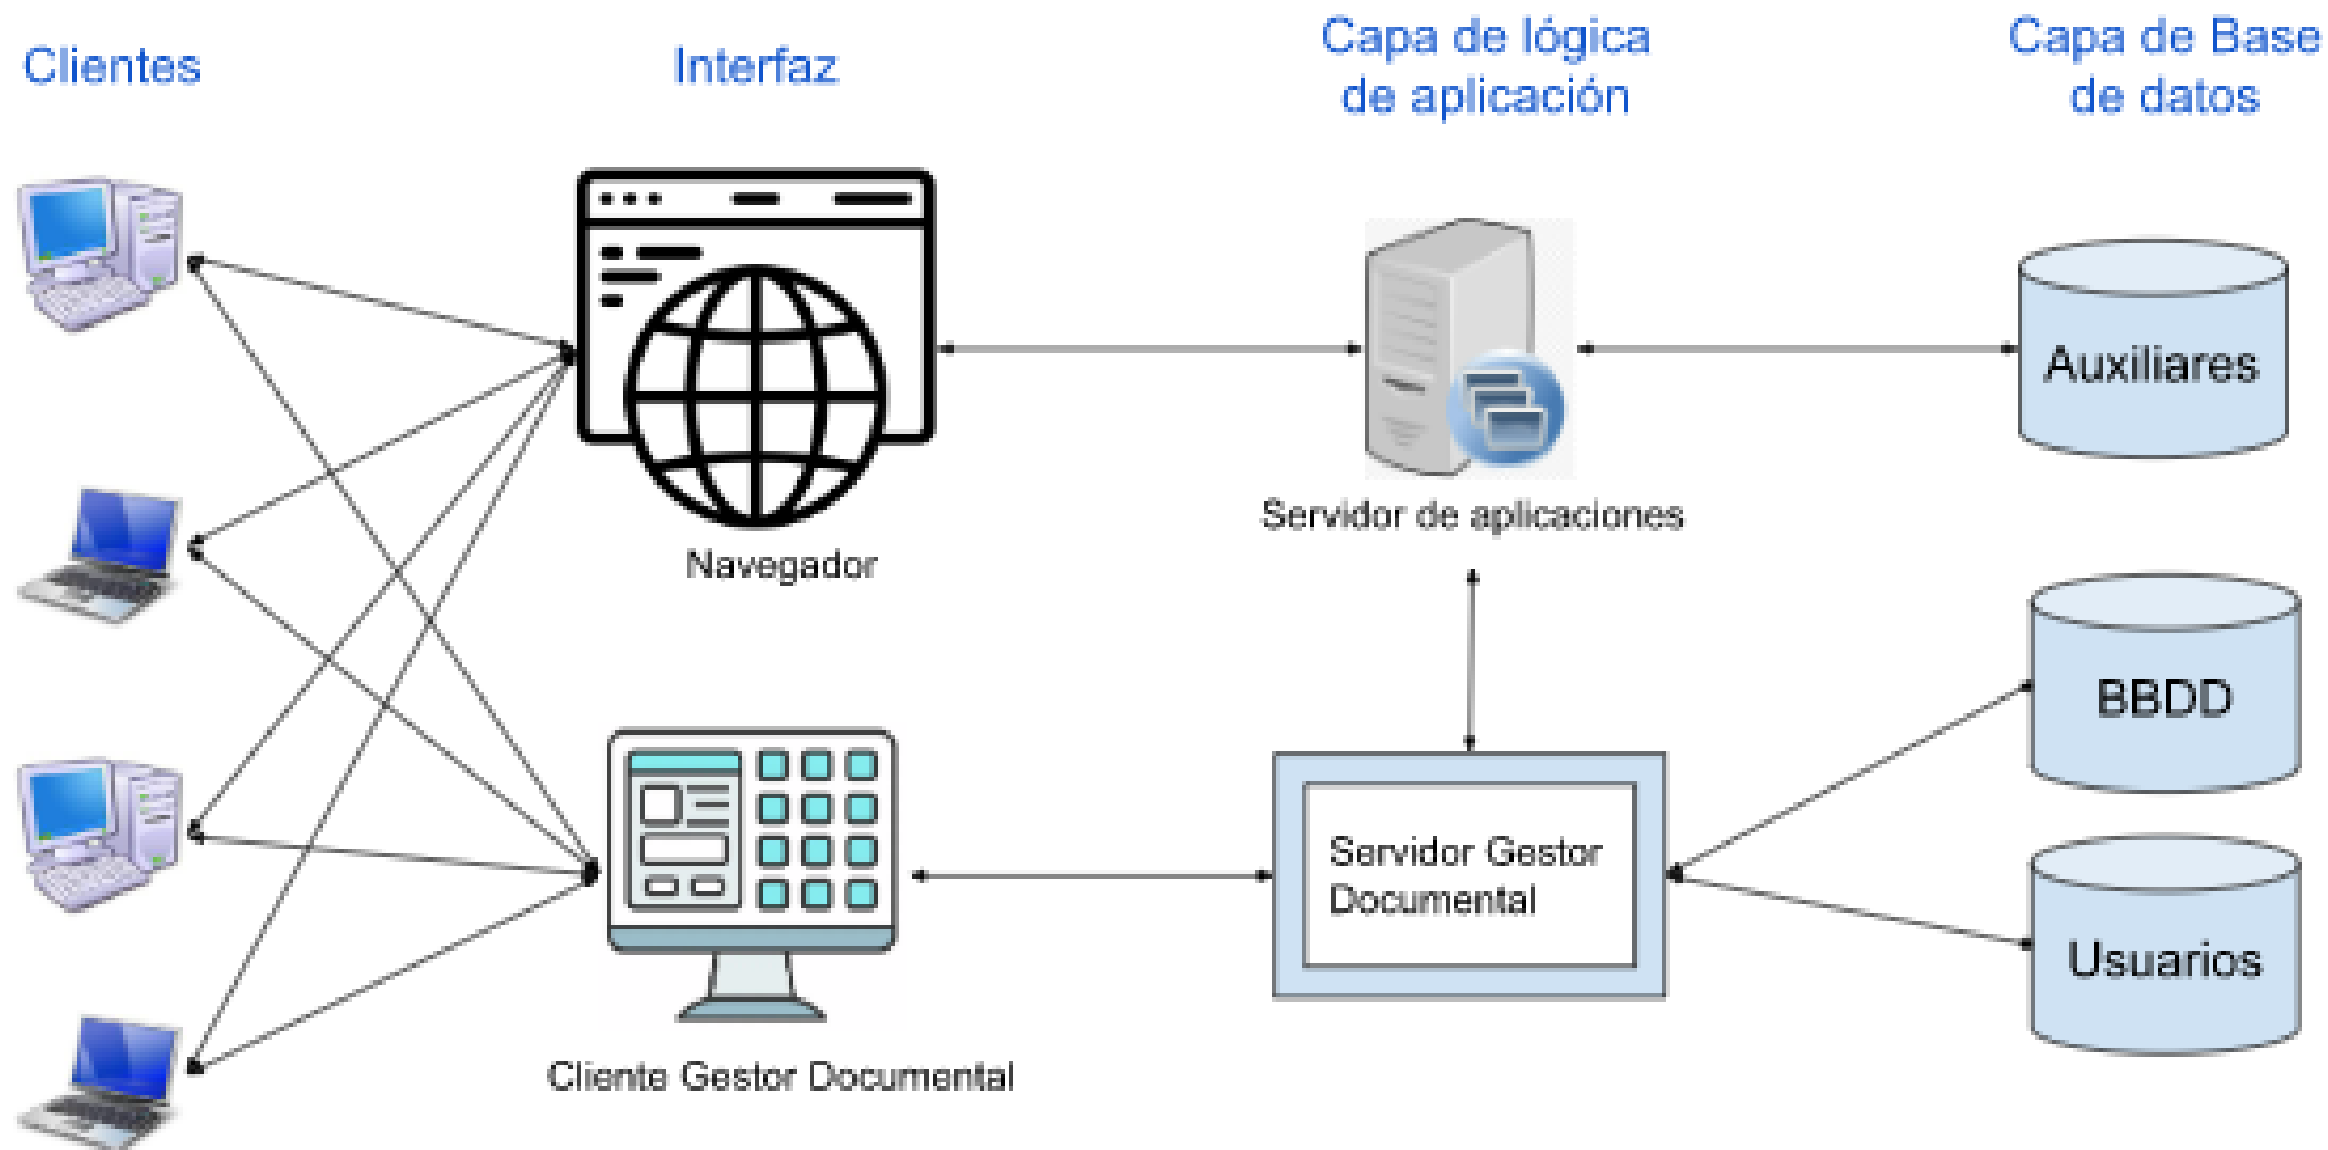 Clientes
Interfaz
Capa de lógica
de aplicación
Capa de Base
de datos
Auxiliares
Servidor de aplicaciones
Navegador
BBDD
Servidor Gestor
Documental
Usuarios
Cliente Gestor Documental